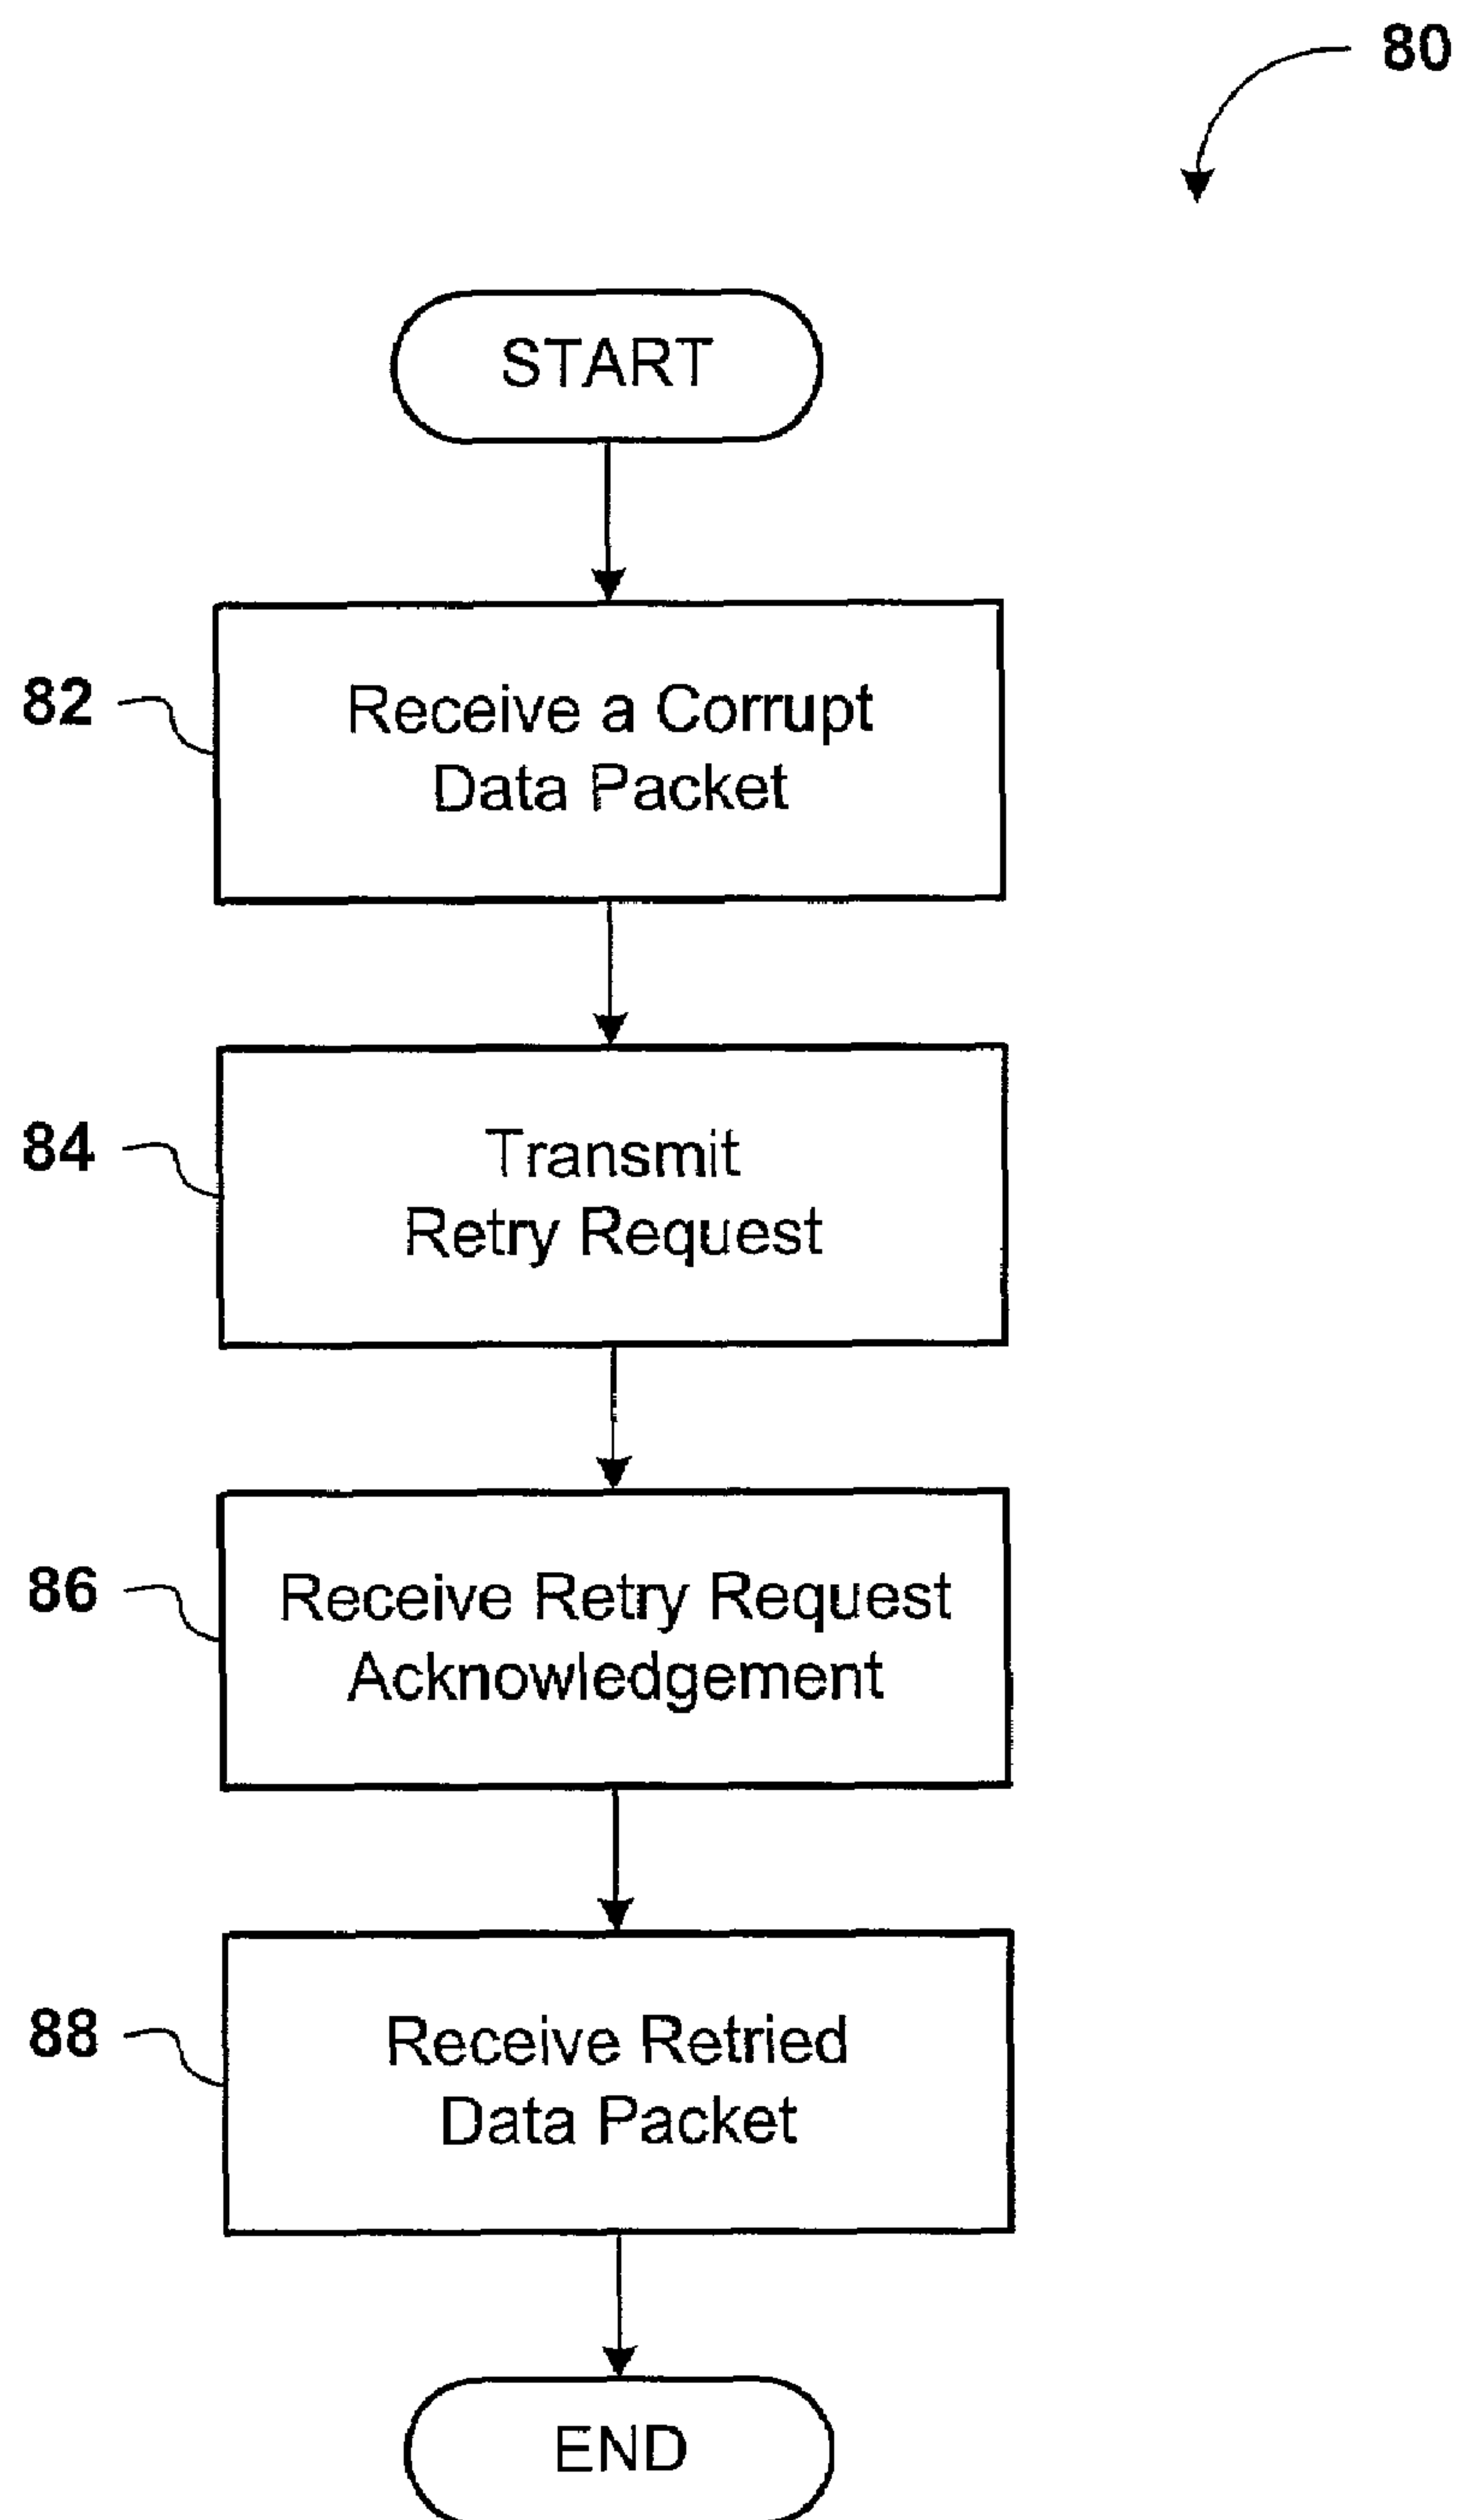 80
START
82
Receive a Corrupt
Data Packet
84
Transmit
Retry Request
86
Receive Retry Request
Acknowledgement
88
Receive Retried
Data Packet
END